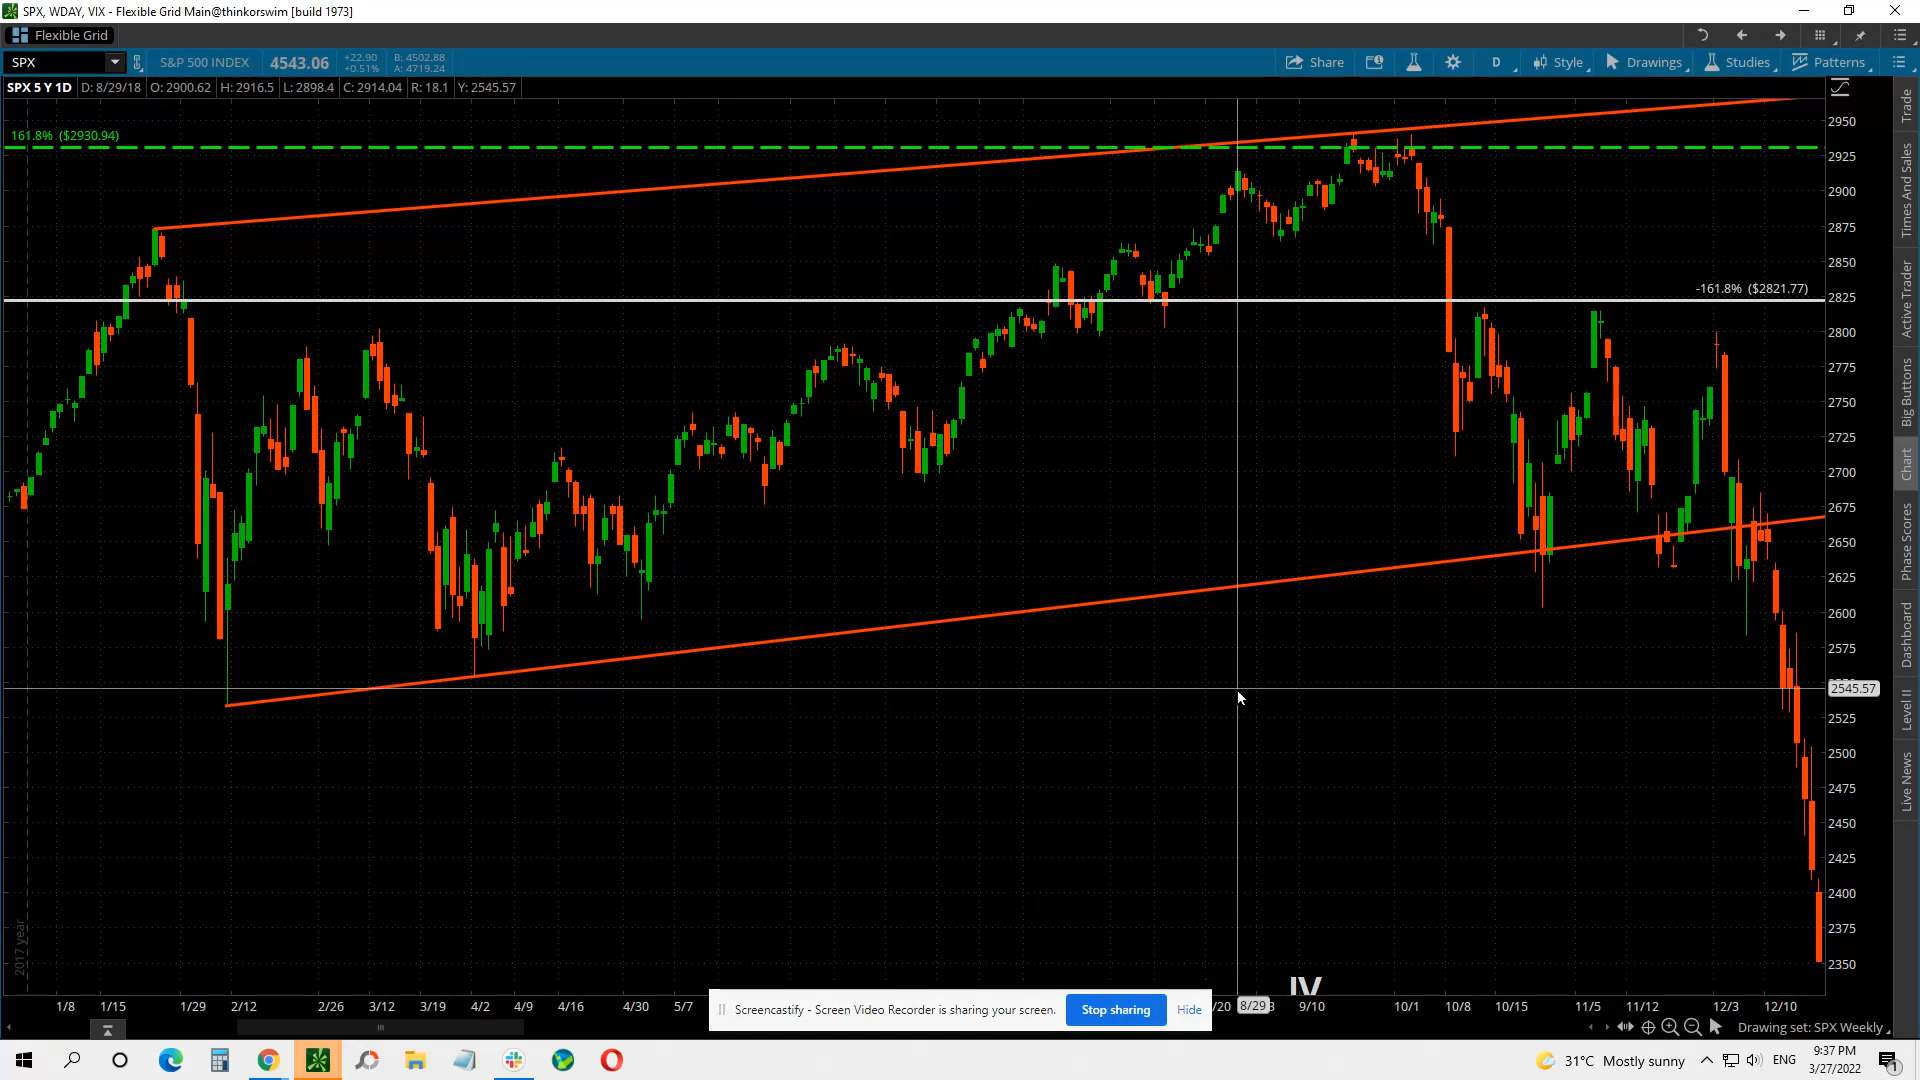 SPX, WDAY, VIX - Flexible Grid Main@thinkorswim [build 1973]
Flexible Grid
SPX S&P 500 INDEX 4543.06 +22.90 +0.51% B: 4502.88 A: 4719.24 Share D Style Drawings Studies Patterns
SPX 5 Y 1D D: 8/29/18 O: 2900.62 H: 2916.5 L: 2898.4 C: 2914.04 R: 18.1 Y: 2545.57
161.8% ($2930.94)
-161.8% ($2821.77)
2950
2925
2900
2875
2850
2825
2800
2775
2750
2725
2700
2675
2650
2625
2600
2575
2545.57
2525
2500
2475
2450
2425
2400
2375
2350
Trade
Times And Sales
Active Trader
Big Buttons
Chart
Phase Scores
Dashboard
Level II
Live News
2017 year
IV
1/8 1/15 1/29 2/12 2/26 3/12 3/19 4/2 4/9 4/16 4/30 5/7 /20 8/29 3 9/10 10/1 10/8 10/15 11/5 11/12 12/3 12/10
Screencastify - Screen Video Recorder is sharing your screen. Stop sharing Hide
Drawing set: SPX Weekly
31°C Mostly sunny ENG 9:37 PM
3/27/2022
1